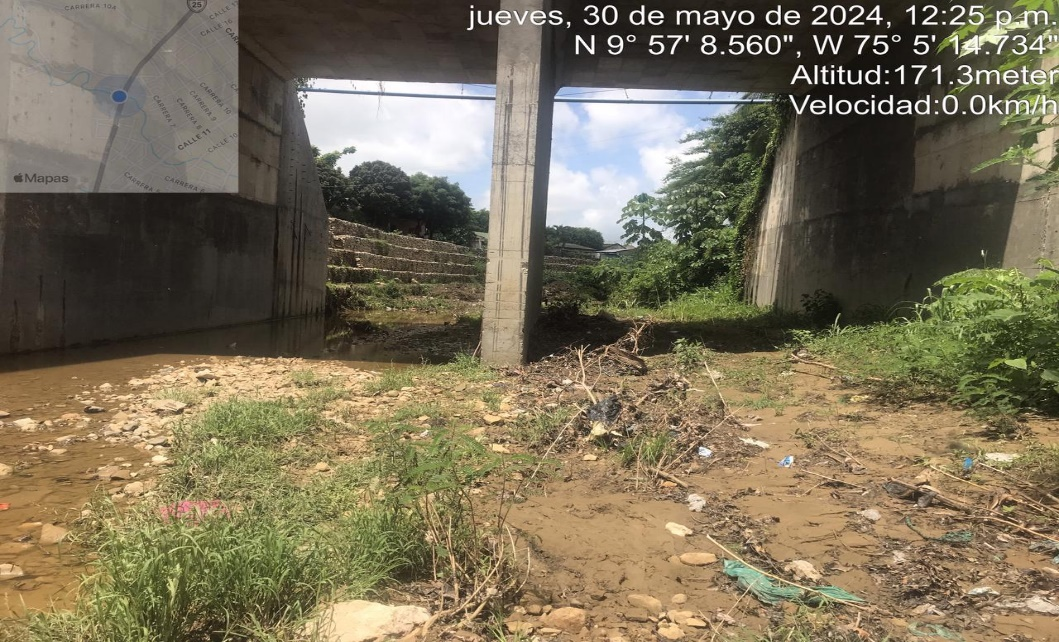 jueves, 30 de mayo de 2024, 12:25 p.m.
N 9° 57' 8.560", W 75° 5' 14.734"
Altitud:171.3meter
Velocidad:0.0km/h
25
CARRERA 10A
CALLE 11
Mapas